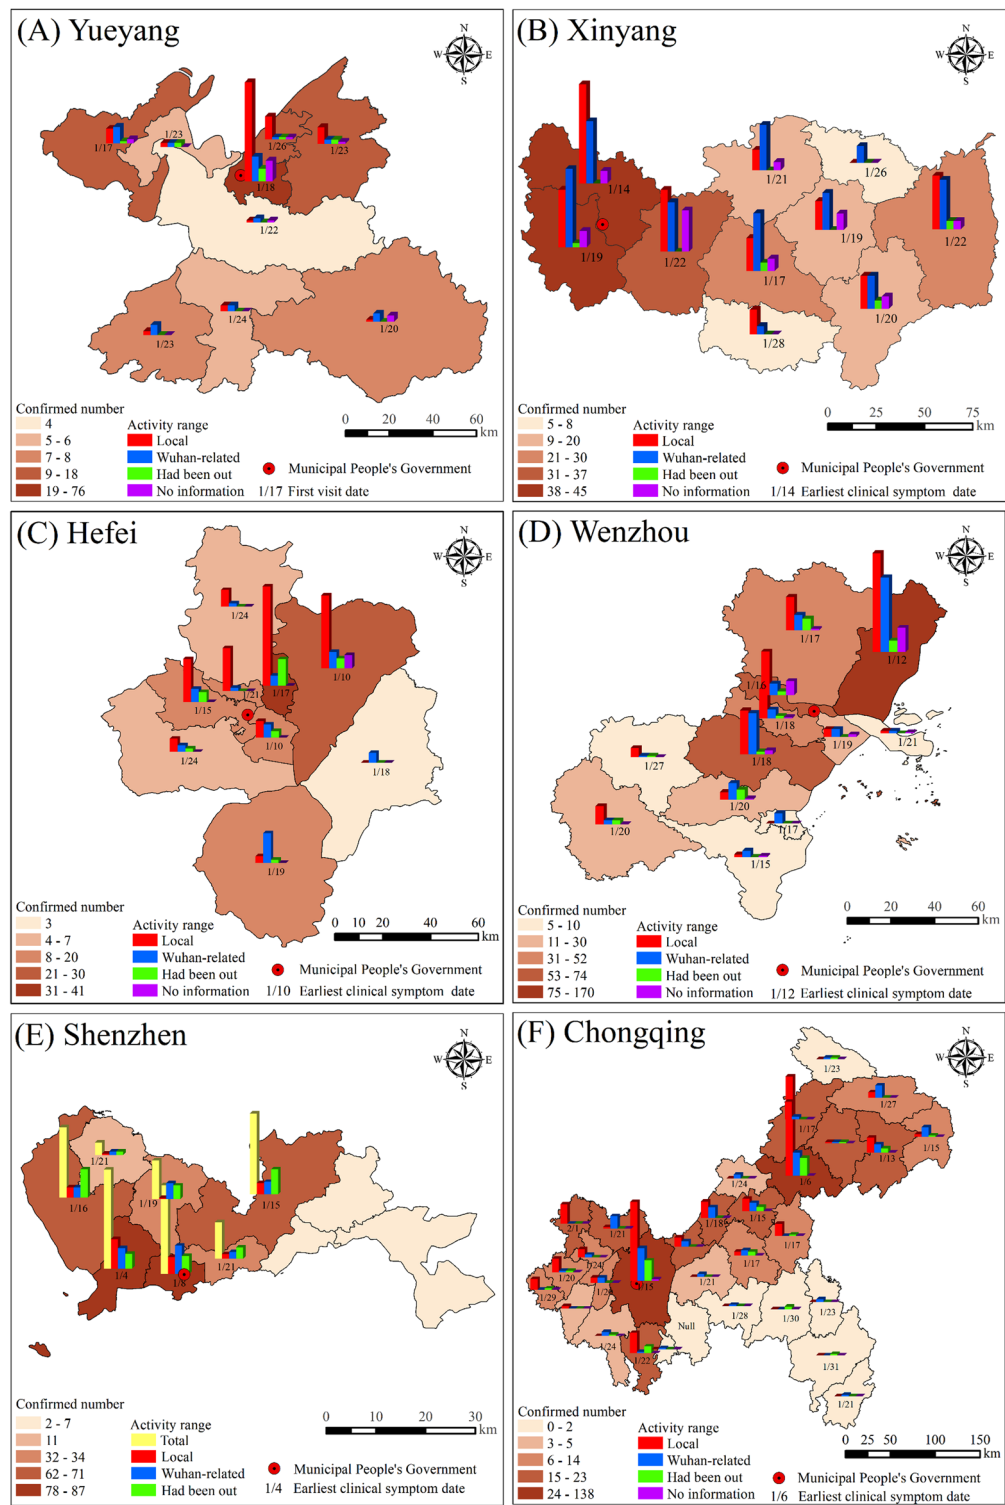 (A) Yueyang
N
W E
S
1/17
1/23
1/26
1/23
1/18
1/22
1/24
1/23
1/20
Confirmed number
4
5 - 6
7 - 8
9 - 18
19 - 76
Activity range
Local
Wuhan-related
Had been out
No information
0 20 40 60
km
Municipal People's Government
1/17 First visit date
(B) Xinyang
N
W E
S
1/14
1/21
1/26
1/19
1/22
1/17
1/19
1/22
1/20
1/28
Confirmed number
5 - 8
9 - 20
21 - 30
31 - 37
38 - 45
Activity range
Local
Wuhan-related
Had been out
No information
0 25 50 75
km
Municipal People's Government
1/14 Earliest clinical symptom date
(C) Hefei
N
W E
S
1/24
1/10
1/21
1/17
1/15
1/10
1/24
1/18
1/19
Confirmed number
3
4 - 7
8 - 20
21 - 30
31 - 41
Activity range
Local
Wuhan-related
Had been out
No information
0 20 40 60
km
Municipal People's Government
1/10 Earliest clinical symptom date
(D) Wenzhou
N
W E
S
1/17
1/12
1/16
1/18
1/19
1/21
1/18
1/27
1/20
1/20
1/17
1/15
Confirmed number
5 - 10
11 - 30
31 - 52
53 - 74
75 - 170
Activity range
Local
Wuhan-related
Had been out
No information
0 20 40 60
km
Municipal People's Government
1/12 Earliest clinical symptom date
(E) Shenzhen
N
W E
S
1/21
1/16
1/19
1/15
1/4
1/8
1/21
Confirmed number
2 - 7
11
32 - 34
62 - 71
78 - 87
Activity range
Total
Local
Wuhan-related
Had been out
0 10 20 30
km
Municipal People's Government
1/4 Earliest clinical symptom date
(F) Chongqing
N
W E
S
1/23
1/27
1/17
1/15
1/13
1/6
1/24
1/18
1/15
2/1
1/21
1/17
1/24
1/17
1/20
1/20
1/15
1/21
1/29
1/28
1/30
1/23
Null
1/24
1/22
1/31
1/21
Confirmed number
0 - 2
3 - 5
6 - 14
15 - 23
24 - 138
Activity range
Local
Wuhan-related
Had been out
No information
0 25 50 100 150
km
Municipal People's Government
1/6 Earliest clinical symptom date